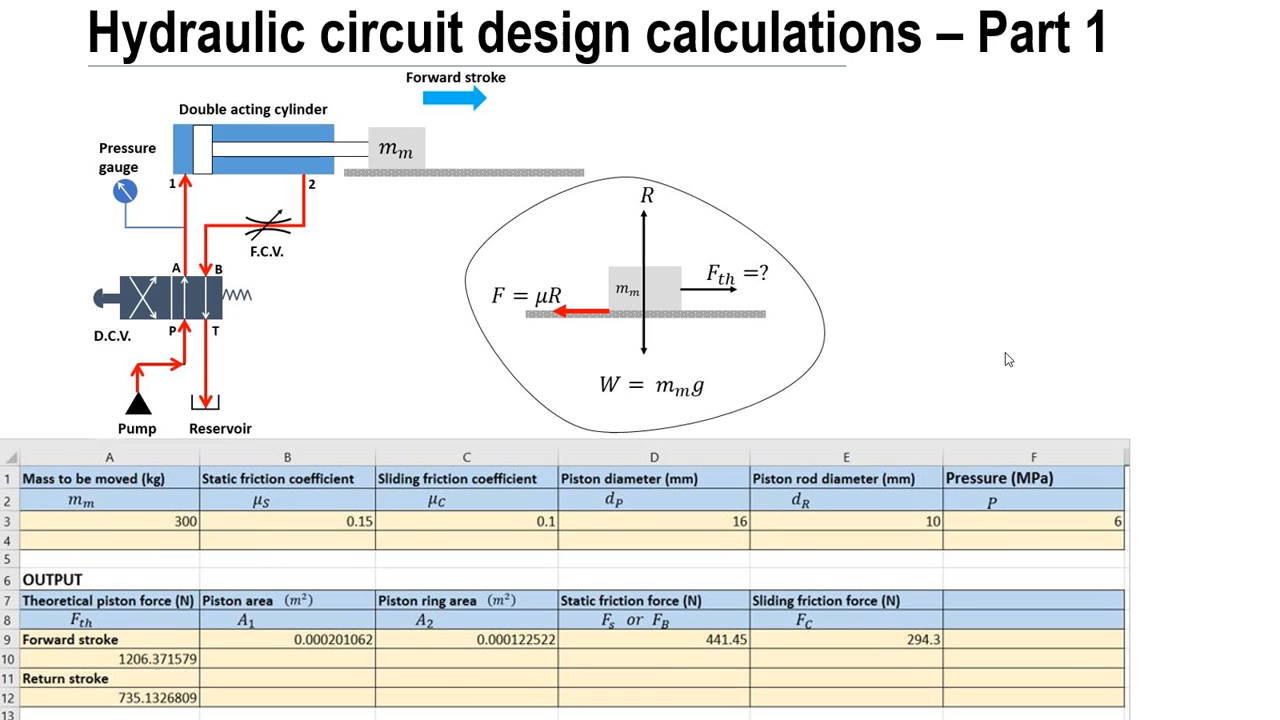 Hydraulic circuit design calculations – Part 1
Forward stroke
Double acting cylinder
Pressure
gauge
m_m
1
2
F.C.V.
A
B
D.C.V.
P
T
Pump
Reservoir
R
F_th =?
m_m
F = μR
W = m_m g
A B C D E F
1 Mass to be moved (kg) Static friction coefficient Sliding friction coefficient Piston diameter (mm) Piston rod diameter (mm) Pressure (MPa)
2 m_m μ_S μ_C d_P d_R P
3 300 0.15 0.1 16 10 6
4
5
6 OUTPUT
7 Theoretical piston force (N) Piston area (m²) Piston ring area (m²) Static friction force (N) Sliding friction force (N)
8 F_th A_1 A_2 F_s or F_B F_C
9 Forward stroke 0.000201062 0.000122522 441.45 294.3
10 1206.371579
11 Return stroke
12 735.1326809
13